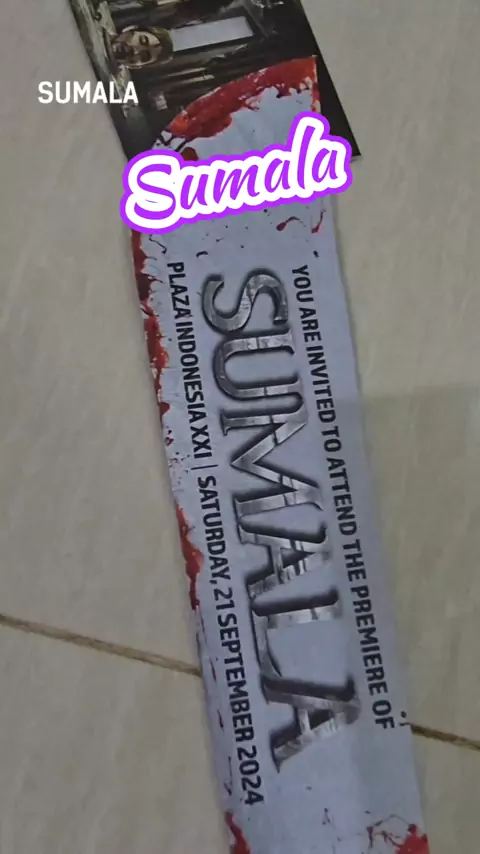 SUMALA
Sumala
YOU ARE INVITED TO ATTEND THE PREMIERE OF
SUMALA
PLAZA INDONESIA XXI | SATURDAY, 21 SEPTEMBER 2024